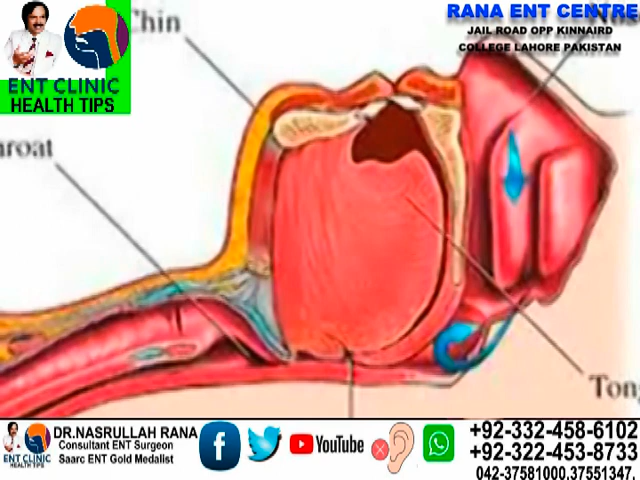 ENT CLINIC
HEALTH TIPS
Chin
RANA ENT CENTRE
JAIL ROAD OPP KINNAIRD
COLLEGE LAHORE PAKISTAN
hroat
Tong
ENT CLINIC
HEALTH TIPS
DR.NASRULLAH RANA
Consultant ENT Surgeon
Saarc ENT Gold Medalist
YouTube
+92-332-458-6102
+92-322-453-8733
042-37581000,37551347,